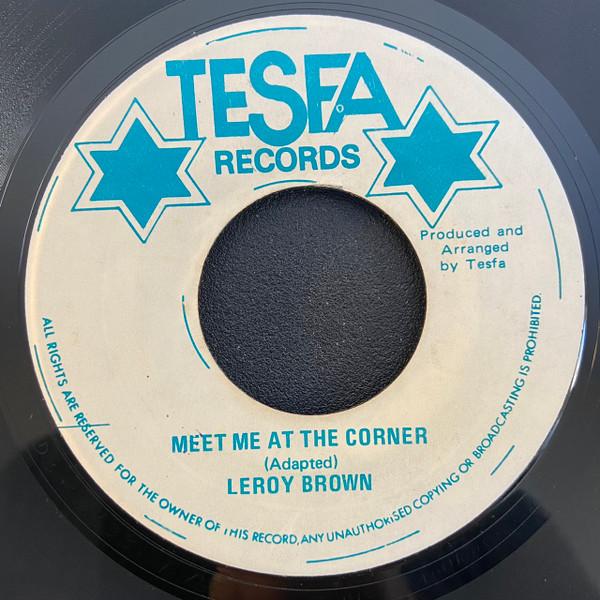 TESFA
RECORDS
Produced and
Arranged
by Tesfa
MEET ME AT THE CORNER
(Adapted)
LEROY BROWN
ALL RIGHTS ARE RESERVED FOR THE OWNER OF THIS RECORD, ANY UNAUTHORISED COPYING OR BROADCASTING IS PROHIBITED.